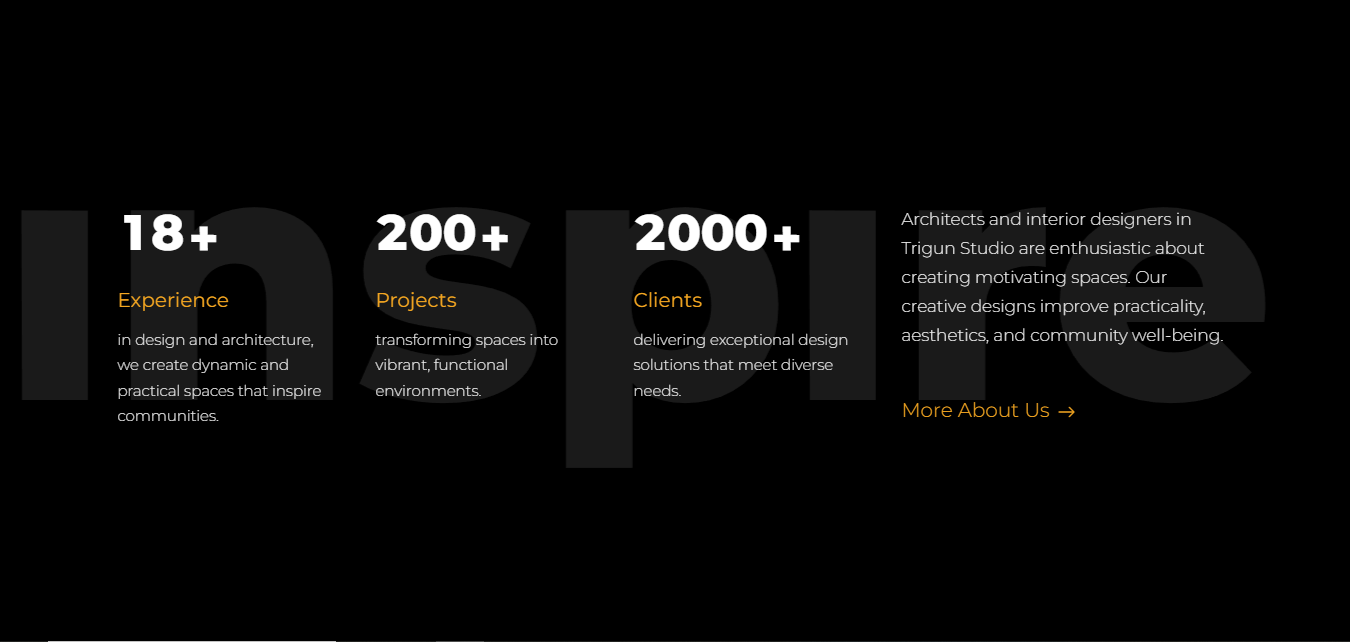 inspire
18+
Experience
in design and architecture,
we create dynamic and
practical spaces that inspire
communities.
200+
Projects
transforming spaces into
vibrant, functional
environments.
2000+
Clients
delivering exceptional design
solutions that meet diverse
needs.
Architects and interior designers in
Trigun Studio are enthusiastic about
creating motivating spaces. Our
creative designs improve practicality,
aesthetics, and community well-being.
More About Us →